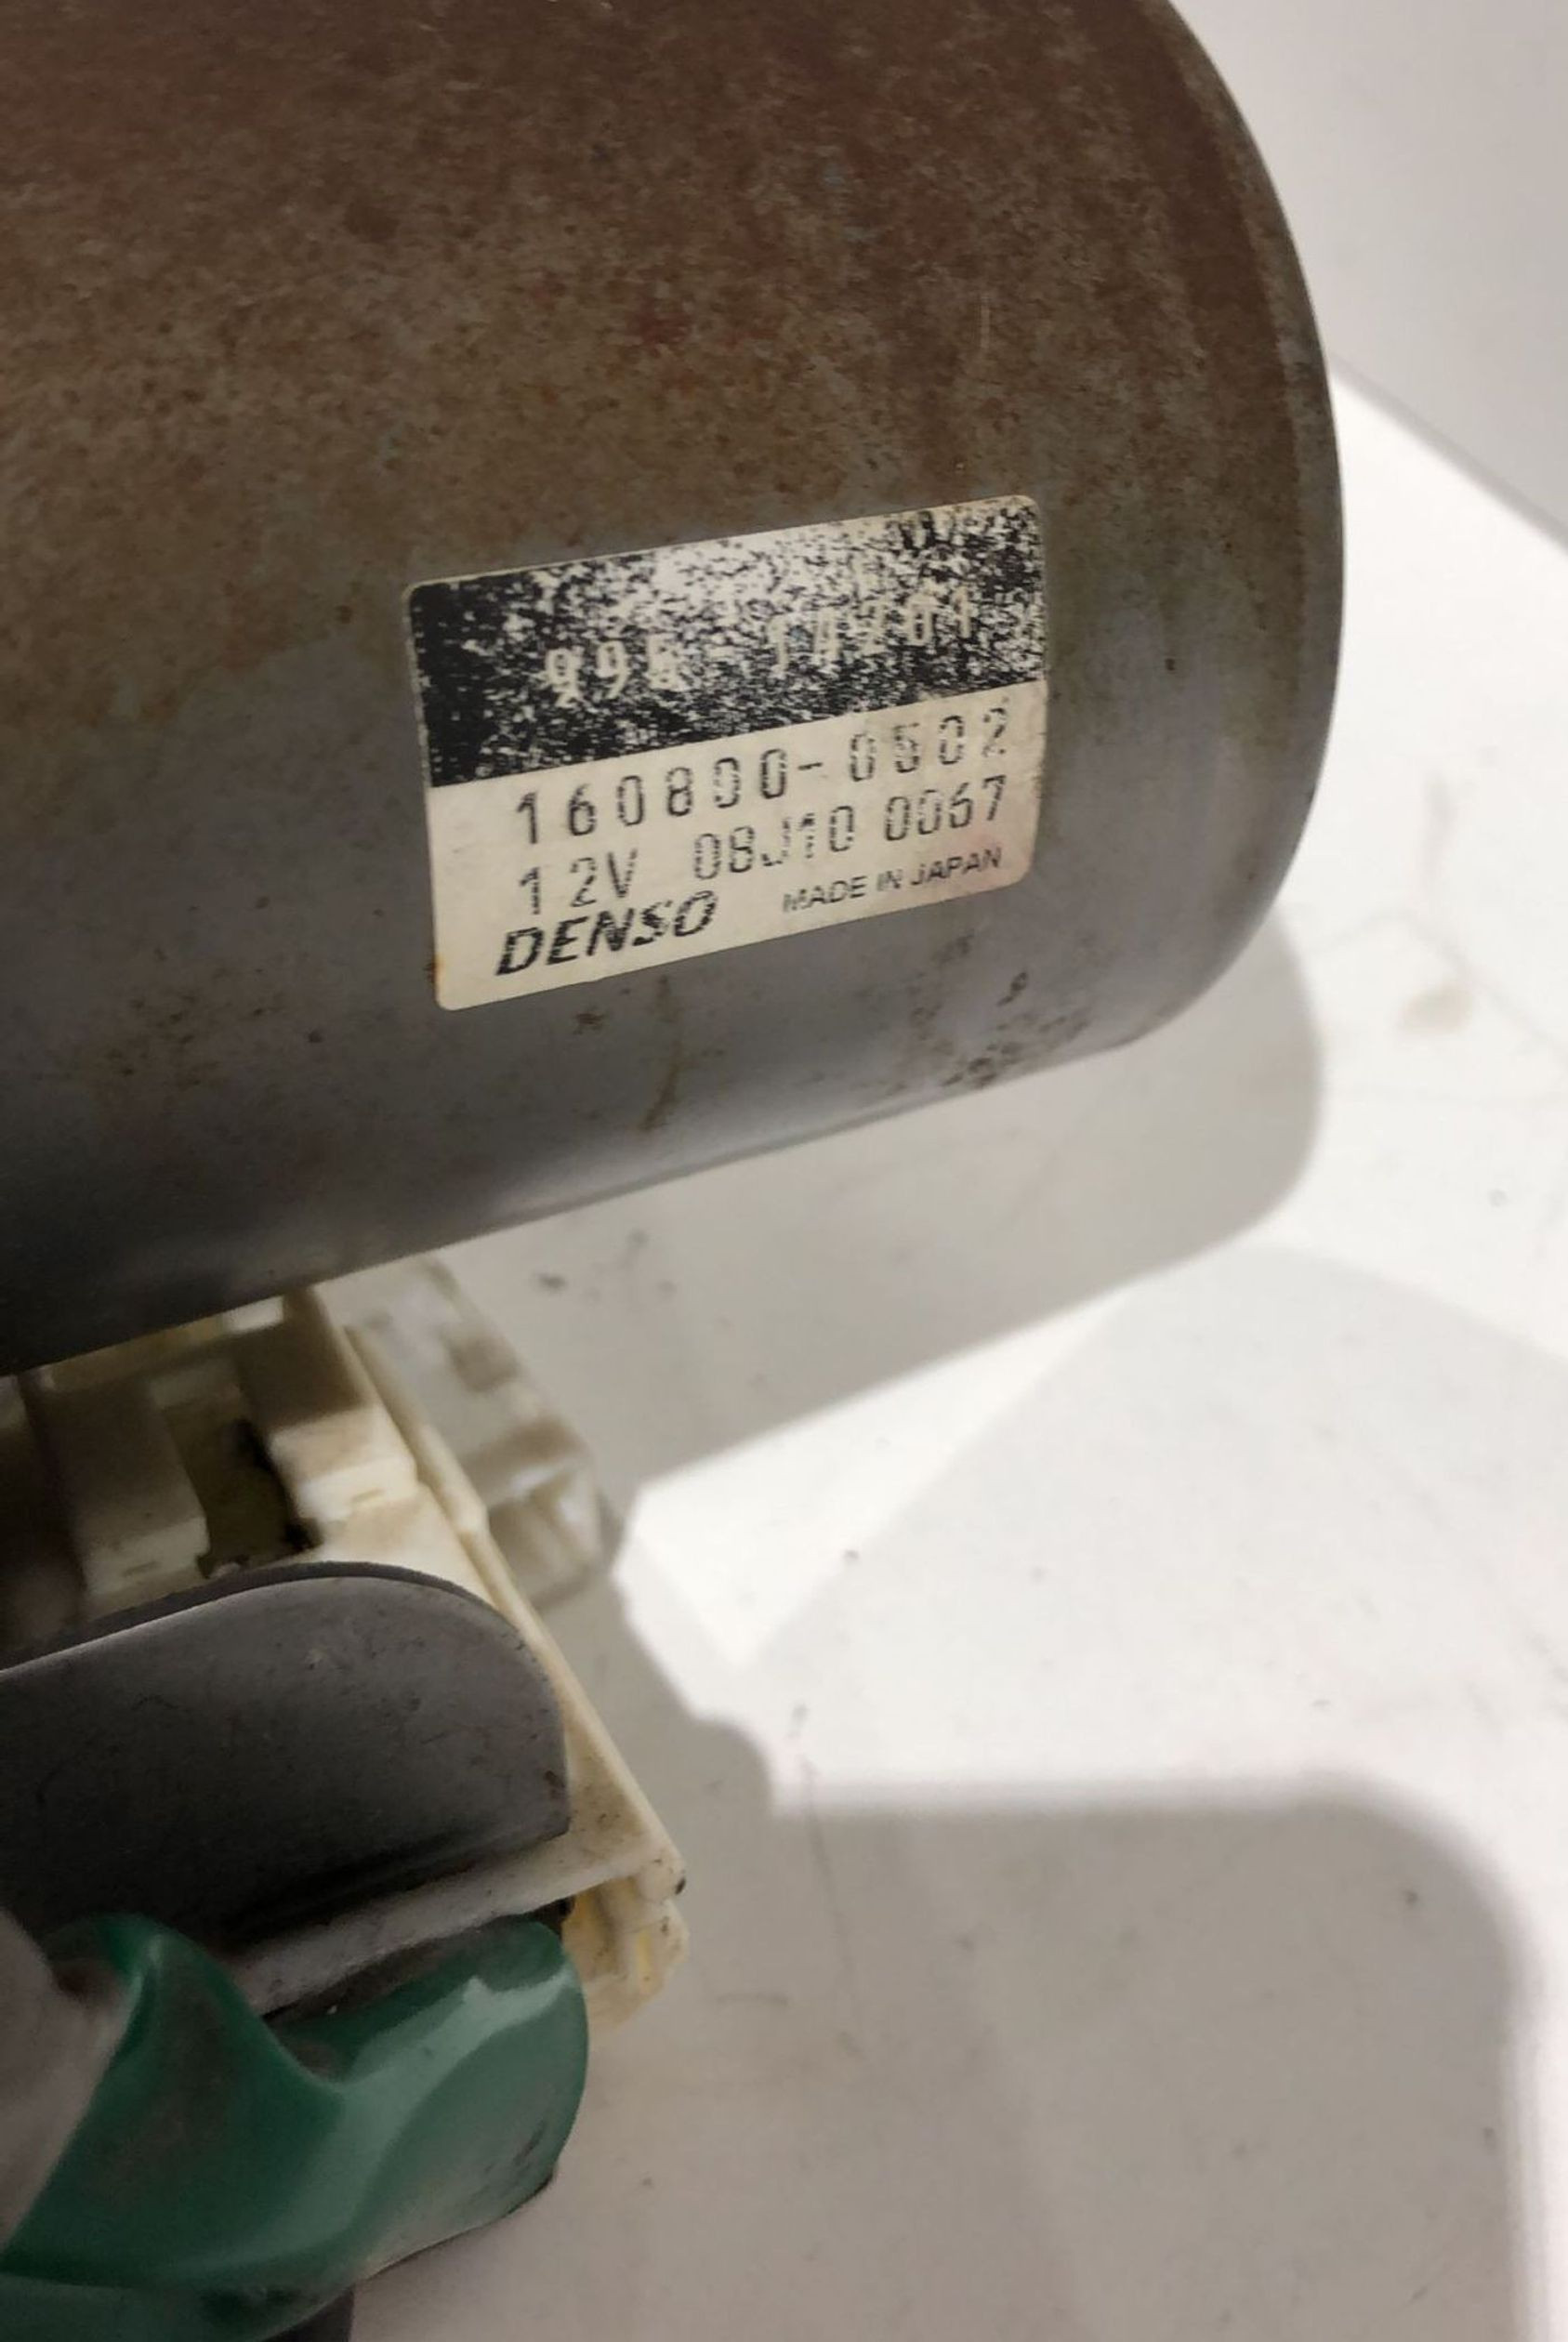 160800-0502
12V 08J10 0067
DENSO MADE IN JAPAN